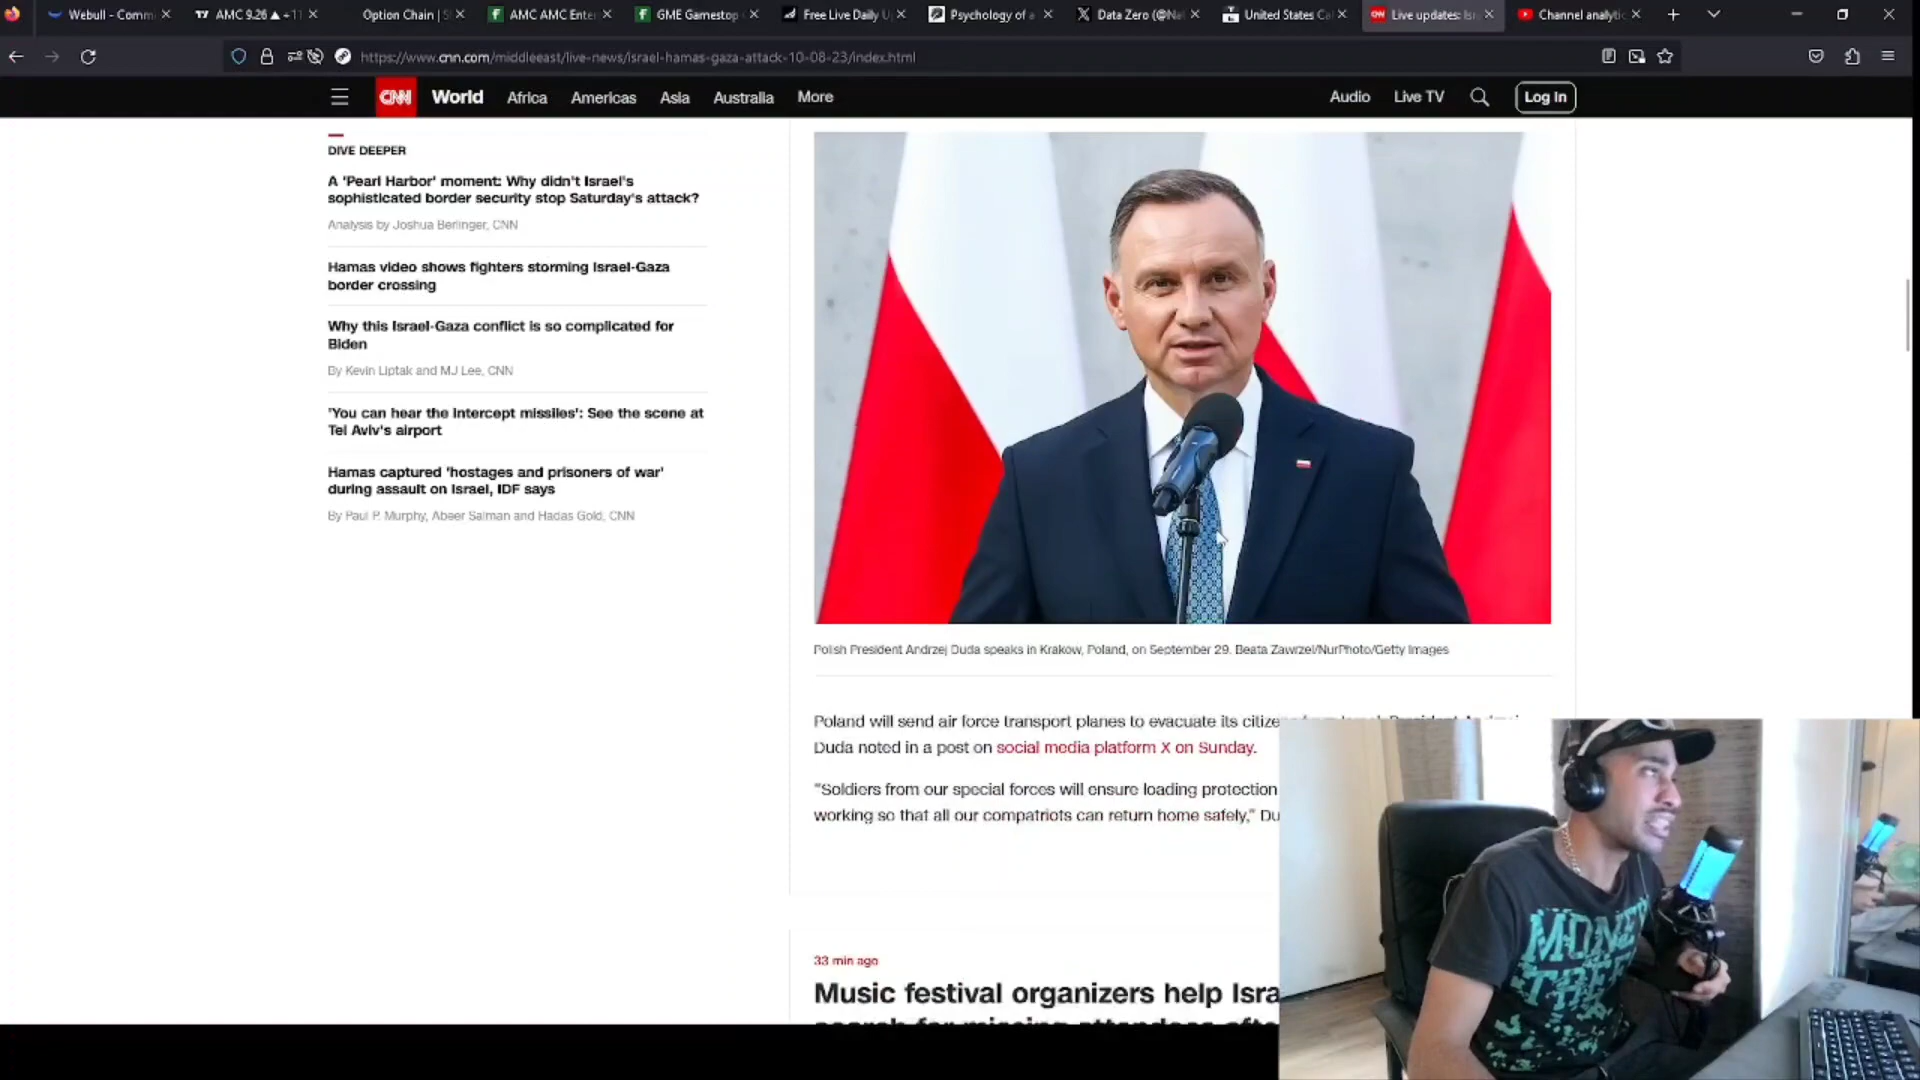 Webull - Comm
AMC 9.26 ▲ +1
Option Chain |
AMC AMC Ente
GME Gamestop
Free Live Daily U
Psychology of a
Data Zero (@Na
United States Ca
Live updates: Isr
Channel analytic
https://www.cnn.com/middleeast/live-news/israel-hamas-gaza-attack-10-08-23/index.html
CNN World Africa Americas Asia Australia More
Audio Live TV Log In
DIVE DEEPER
A 'Pearl Harbor' moment: Why didn't Israel's
sophisticated border security stop Saturday's attack?
Analysis by Joshua Berlinger, CNN
Hamas video shows fighters storming Israel-Gaza
border crossing
Why this Israel-Gaza conflict is so complicated for
Biden
By Kevin Liptak and MJ Lee, CNN
'You can hear the intercept missiles': See the scene at
Tel Aviv's airport
Hamas captured 'hostages and prisoners of war'
during assault on Israel, IDF says
By Paul P. Murphy, Abeer Salman and Hadas Gold, CNN
Polish President Andrzej Duda speaks in Krakow, Poland, on September 29. Beata Zawrzel/NurPhoto/Getty Images
Poland will send air force transport planes to evacuate its citize
Duda noted in a post on social media platform X on Sunday.
"Soldiers from our special forces will ensure loading protection
working so that all our compatriots can return home safely," Du
33 min ago
Music festival organizers help Isra
MONEY
TREE